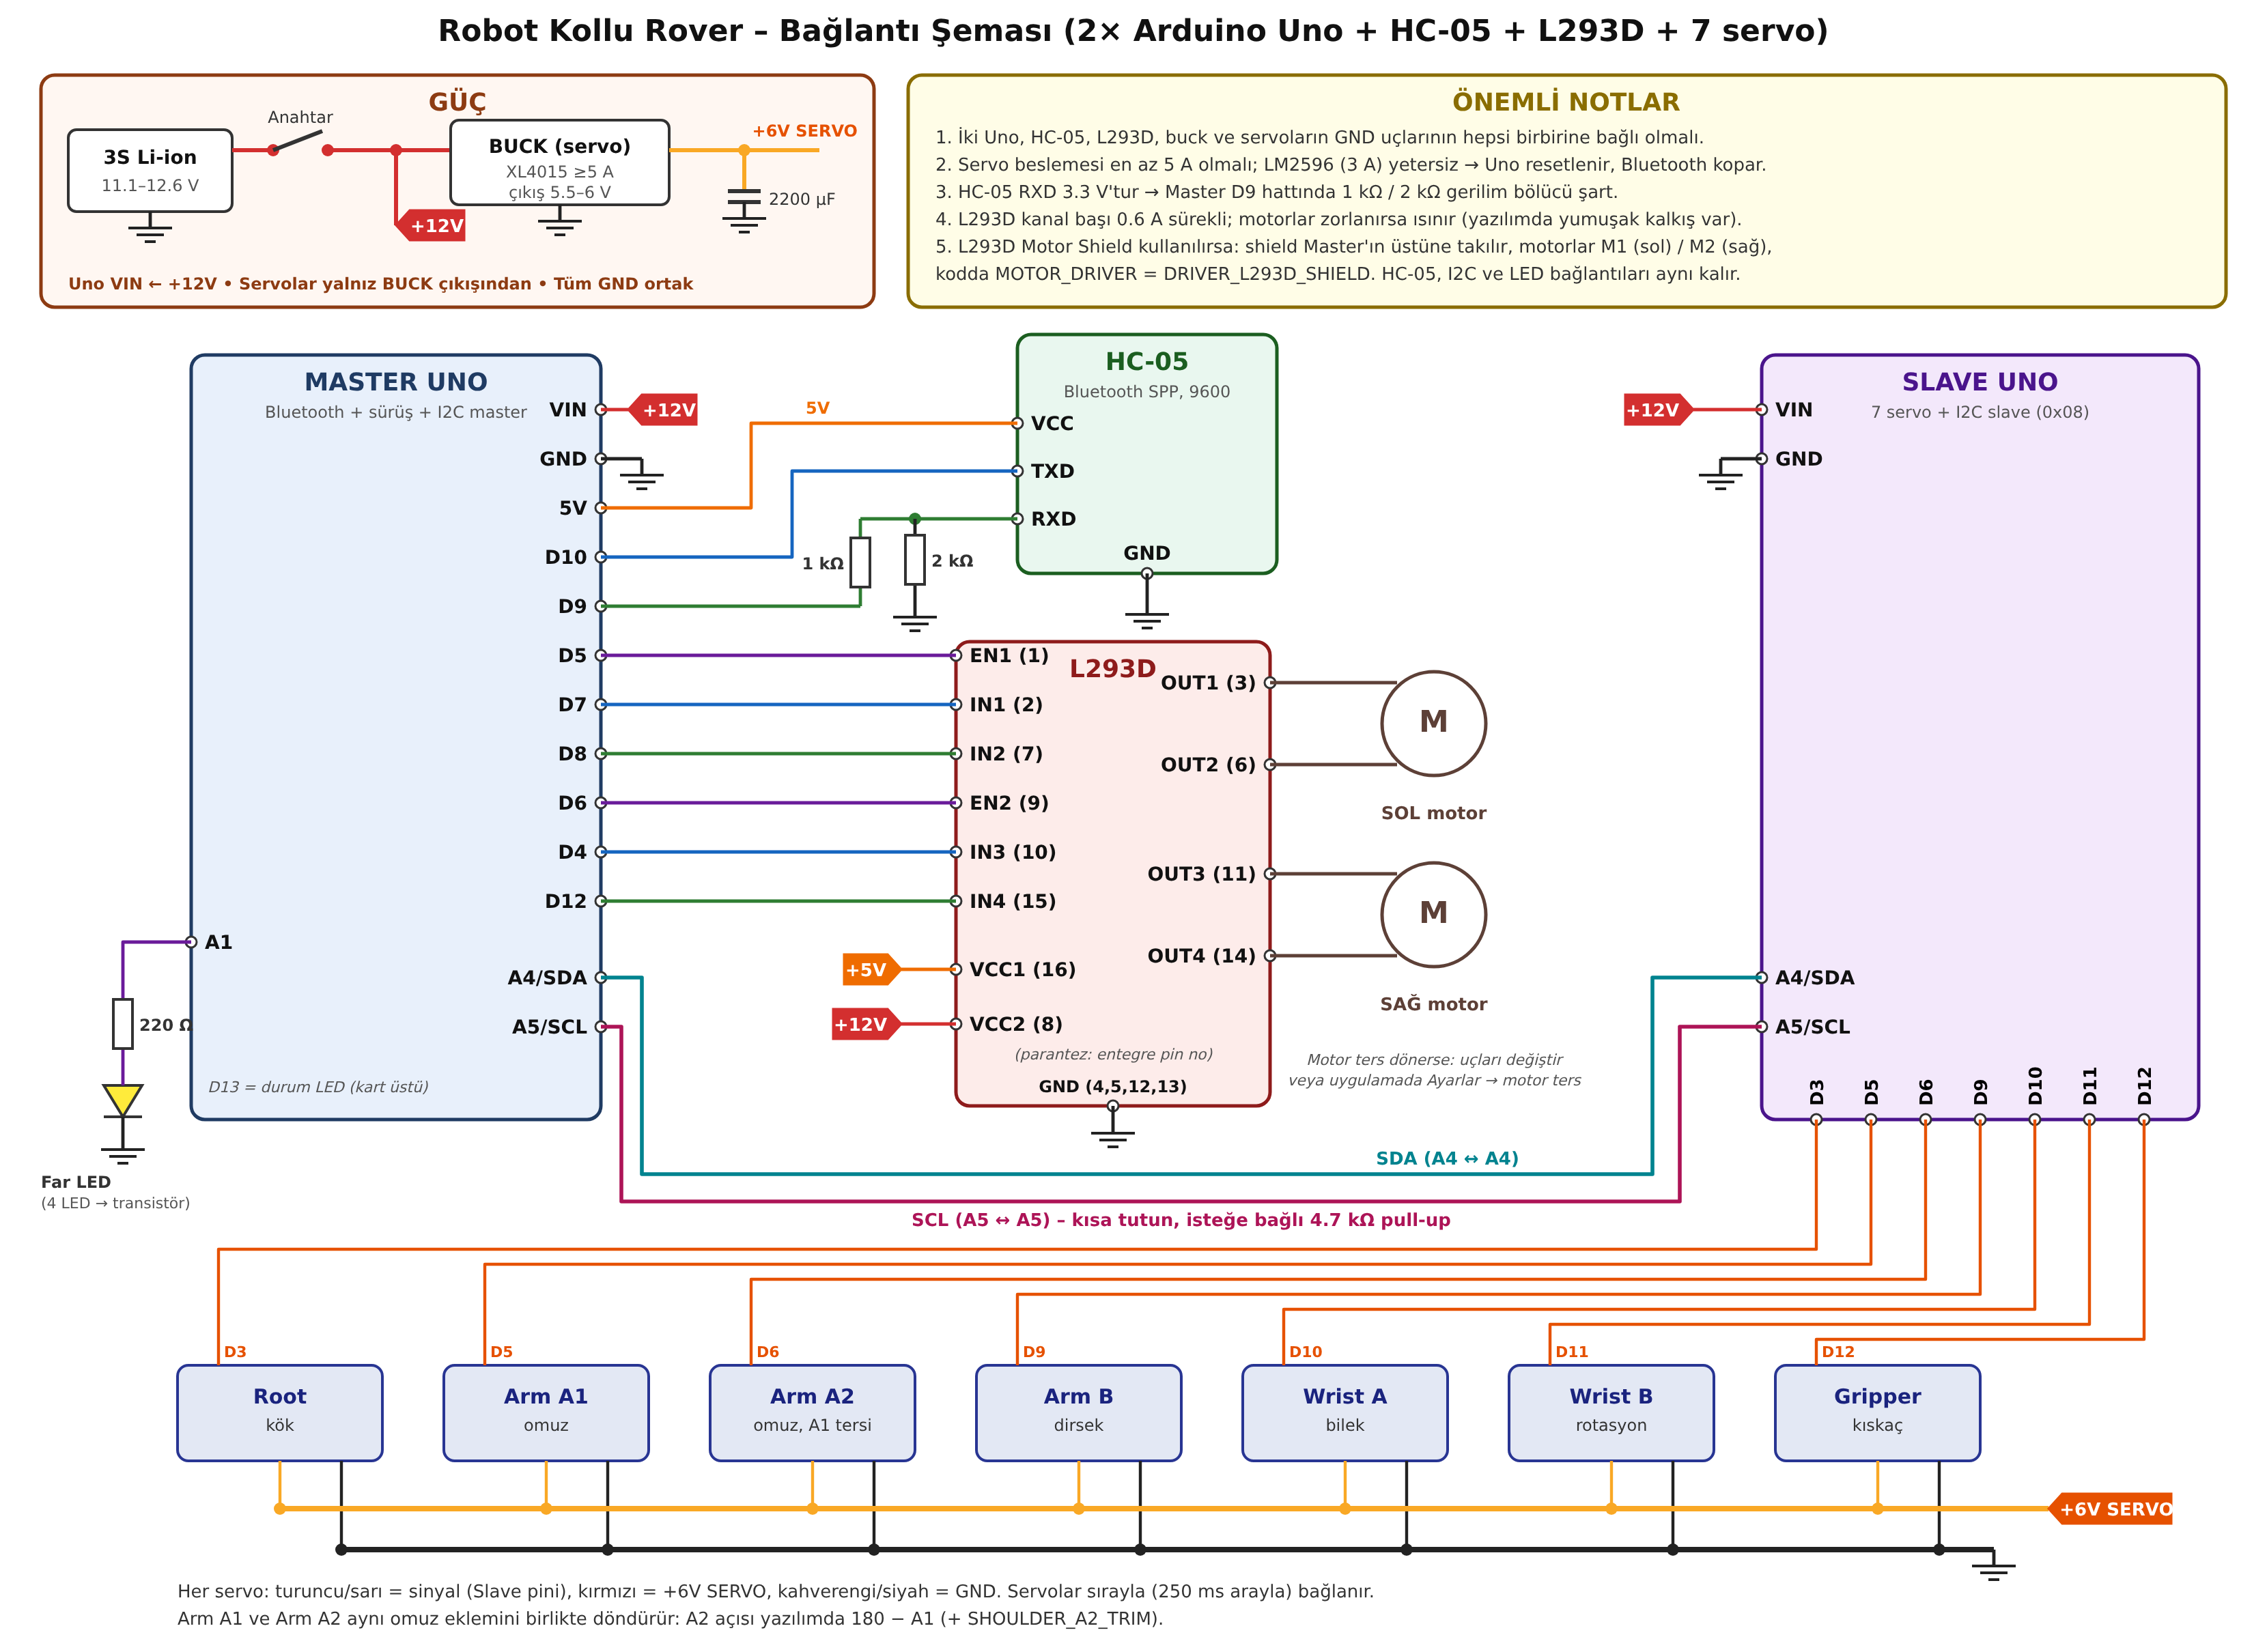 Robot Kollu Rover – Bağlantı Şeması (2× Arduino Uno + HC-05 + L293D + 7 servo)
GÜÇ
Anahtar
3S Li-ion
11.1–12.6 V
+12V
BUCK (servo)
XL4015 ≥5 A
çıkış 5.5–6 V
+6V SERVO
2200 µF
Uno VIN ← +12V • Servolar yalnız BUCK çıkışından • Tüm GND ortak
ÖNEMLİ NOTLAR
1. İki Uno, HC-05, L293D, buck ve servoların GND uçlarının hepsi birbirine bağlı olmalı.
2. Servo beslemesi en az 5 A olmalı; LM2596 (3 A) yetersiz → Uno resetlenir, Bluetooth kopar.
3. HC-05 RXD 3.3 V'tur → Master D9 hattında 1 kΩ / 2 kΩ gerilim bölücü şart.
4. L293D kanal başı 0.6 A sürekli; motorlar zorlanırsa ısınır (yazılımda yumuşak kalkış var).
5. L293D Motor Shield kullanılırsa: shield Master'ın üstüne takılır, motorlar M1 (sol) / M2 (sağ),
kodda MOTOR_DRIVER = DRIVER_L293D_SHIELD. HC-05, I2C ve LED bağlantıları aynı kalır.
MASTER UNO
Bluetooth + sürüş + I2C master
VIN
+12V
GND
5V
D10
D9
D5
D7
D8
D6
D4
D12
A1
A4/SDA
A5/SCL
D13 = durum LED (kart üstü)
220 Ω
Far LED
(4 LED → transistör)
5V
1 kΩ
2 kΩ
HC-05
Bluetooth SPP, 9600
VCC
TXD
RXD
GND
L293D
EN1 (1)
IN1 (2)
IN2 (7)
EN2 (9)
IN3 (10)
IN4 (15)
+5V
VCC1 (16)
+12V
VCC2 (8)
OUT1 (3)
OUT2 (6)
OUT3 (11)
OUT4 (14)
(parantez: entegre pin no)
GND (4,5,12,13)
M
SOL motor
M
SAĞ motor
Motor ters dönerse: uçları değiştir
veya uygulamada Ayarlar → motor ters
SLAVE UNO
7 servo + I2C slave (0x08)
+12V
VIN
GND
A4/SDA
A5/SCL
D3
D5
D6
D9
D10
D11
D12
SDA (A4 ↔ A4)
SCL (A5 ↔ A5) – kısa tutun, isteğe bağlı 4.7 kΩ pull-up
D3
D5
D6
D9
D10
D11
D12
Root
kök
Arm A1
omuz
Arm A2
omuz, A1 tersi
Arm B
dirsek
Wrist A
bilek
Wrist B
rotasyon
Gripper
kıskaç
+6V SERVO
Her servo: turuncu/sarı = sinyal (Slave pini), kırmızı = +6V SERVO, kahverengi/siyah = GND. Servolar sırayla (250 ms arayla) bağlanır.
Arm A1 ve Arm A2 aynı omuz eklemini birlikte döndürür: A2 açısı yazılımda 180 − A1 (+ SHOULDER_A2_TRIM).